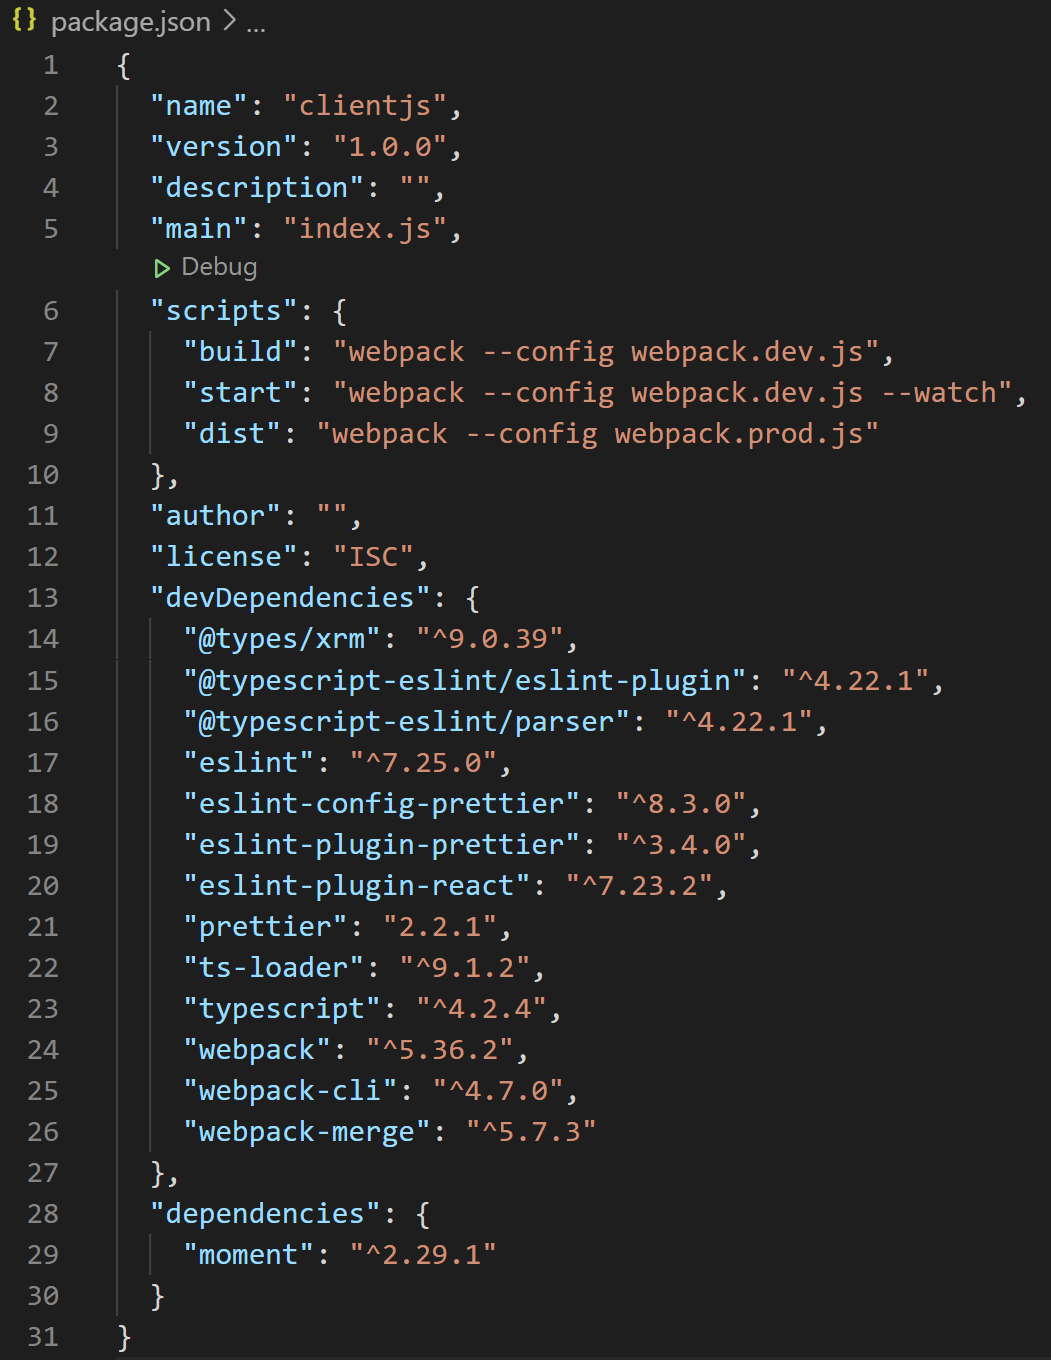 {} package.json > ...
1 {
2 "name": "clientjs",
3 "version": "1.0.0",
4 "description": "",
5 "main": "index.js",
Debug
6 "scripts": {
7 "build": "webpack --config webpack.dev.js",
8 "start": "webpack --config webpack.dev.js --watch",
9 "dist": "webpack --config webpack.prod.js"
10 },
11 "author": "",
12 "license": "ISC",
13 "devDependencies": {
14 "@types/xrm": "^9.0.39",
15 "@typescript-eslint/eslint-plugin": "^4.22.1",
16 "@typescript-eslint/parser": "^4.22.1",
17 "eslint": "^7.25.0",
18 "eslint-config-prettier": "^8.3.0",
19 "eslint-plugin-prettier": "^3.4.0",
20 "eslint-plugin-react": "^7.23.2",
21 "prettier": "2.2.1",
22 "ts-loader": "^9.1.2",
23 "typescript": "^4.2.4",
24 "webpack": "^5.36.2",
25 "webpack-cli": "^4.7.0",
26 "webpack-merge": "^5.7.3"
27 },
28 "dependencies": {
29 "moment": "^2.29.1"
30 }
31 }